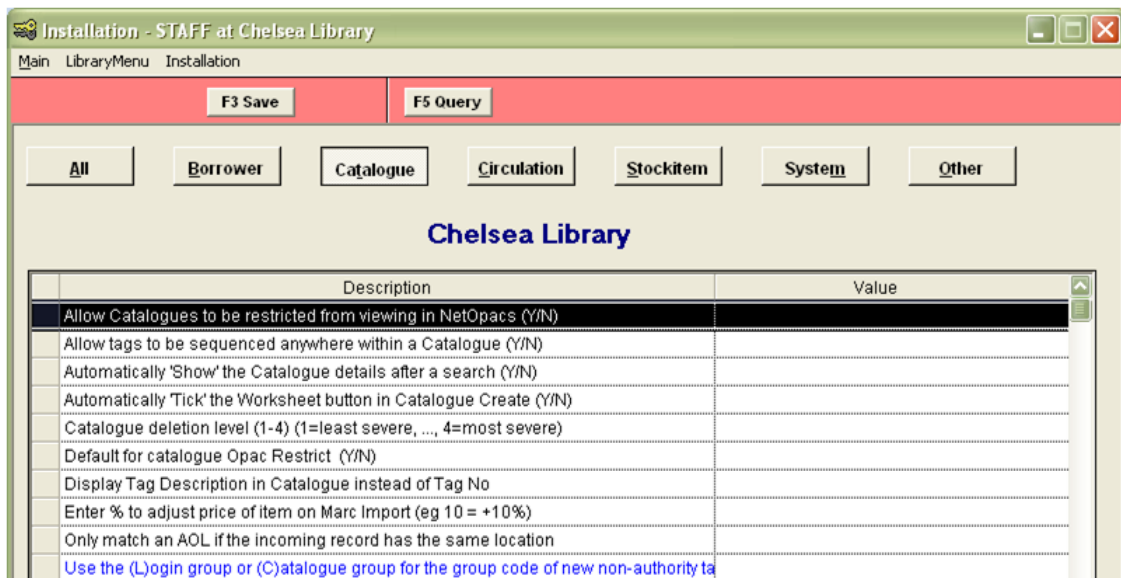 Installation - STAFF at Chelsea Library
Main LibraryMenu Installation
F3 Save F5 Query
All Borrower Catalogue Circulation Stockitem System Other
Chelsea Library
Description Value
Allow Catalogues to be restricted from viewing in NetOpacs (Y/N)
Allow tags to be sequenced anywhere within a Catalogue (Y/N)
Automatically 'Show' the Catalogue details after a search (Y/N)
Automatically 'Tick' the Worksheet button in Catalogue Create (Y/N)
Catalogue deletion level (1-4) (1=least severe, ..., 4=most severe)
Default for catalogue Opac Restrict (Y/N)
Display Tag Description in Catalogue instead of Tag No
Enter % to adjust price of item on Marc Import (eg 10 = +10%)
Only match an AOL if the incoming record has the same location
Use the (L)ogin group or (C)atalogue group for the group code of new non-authority ta